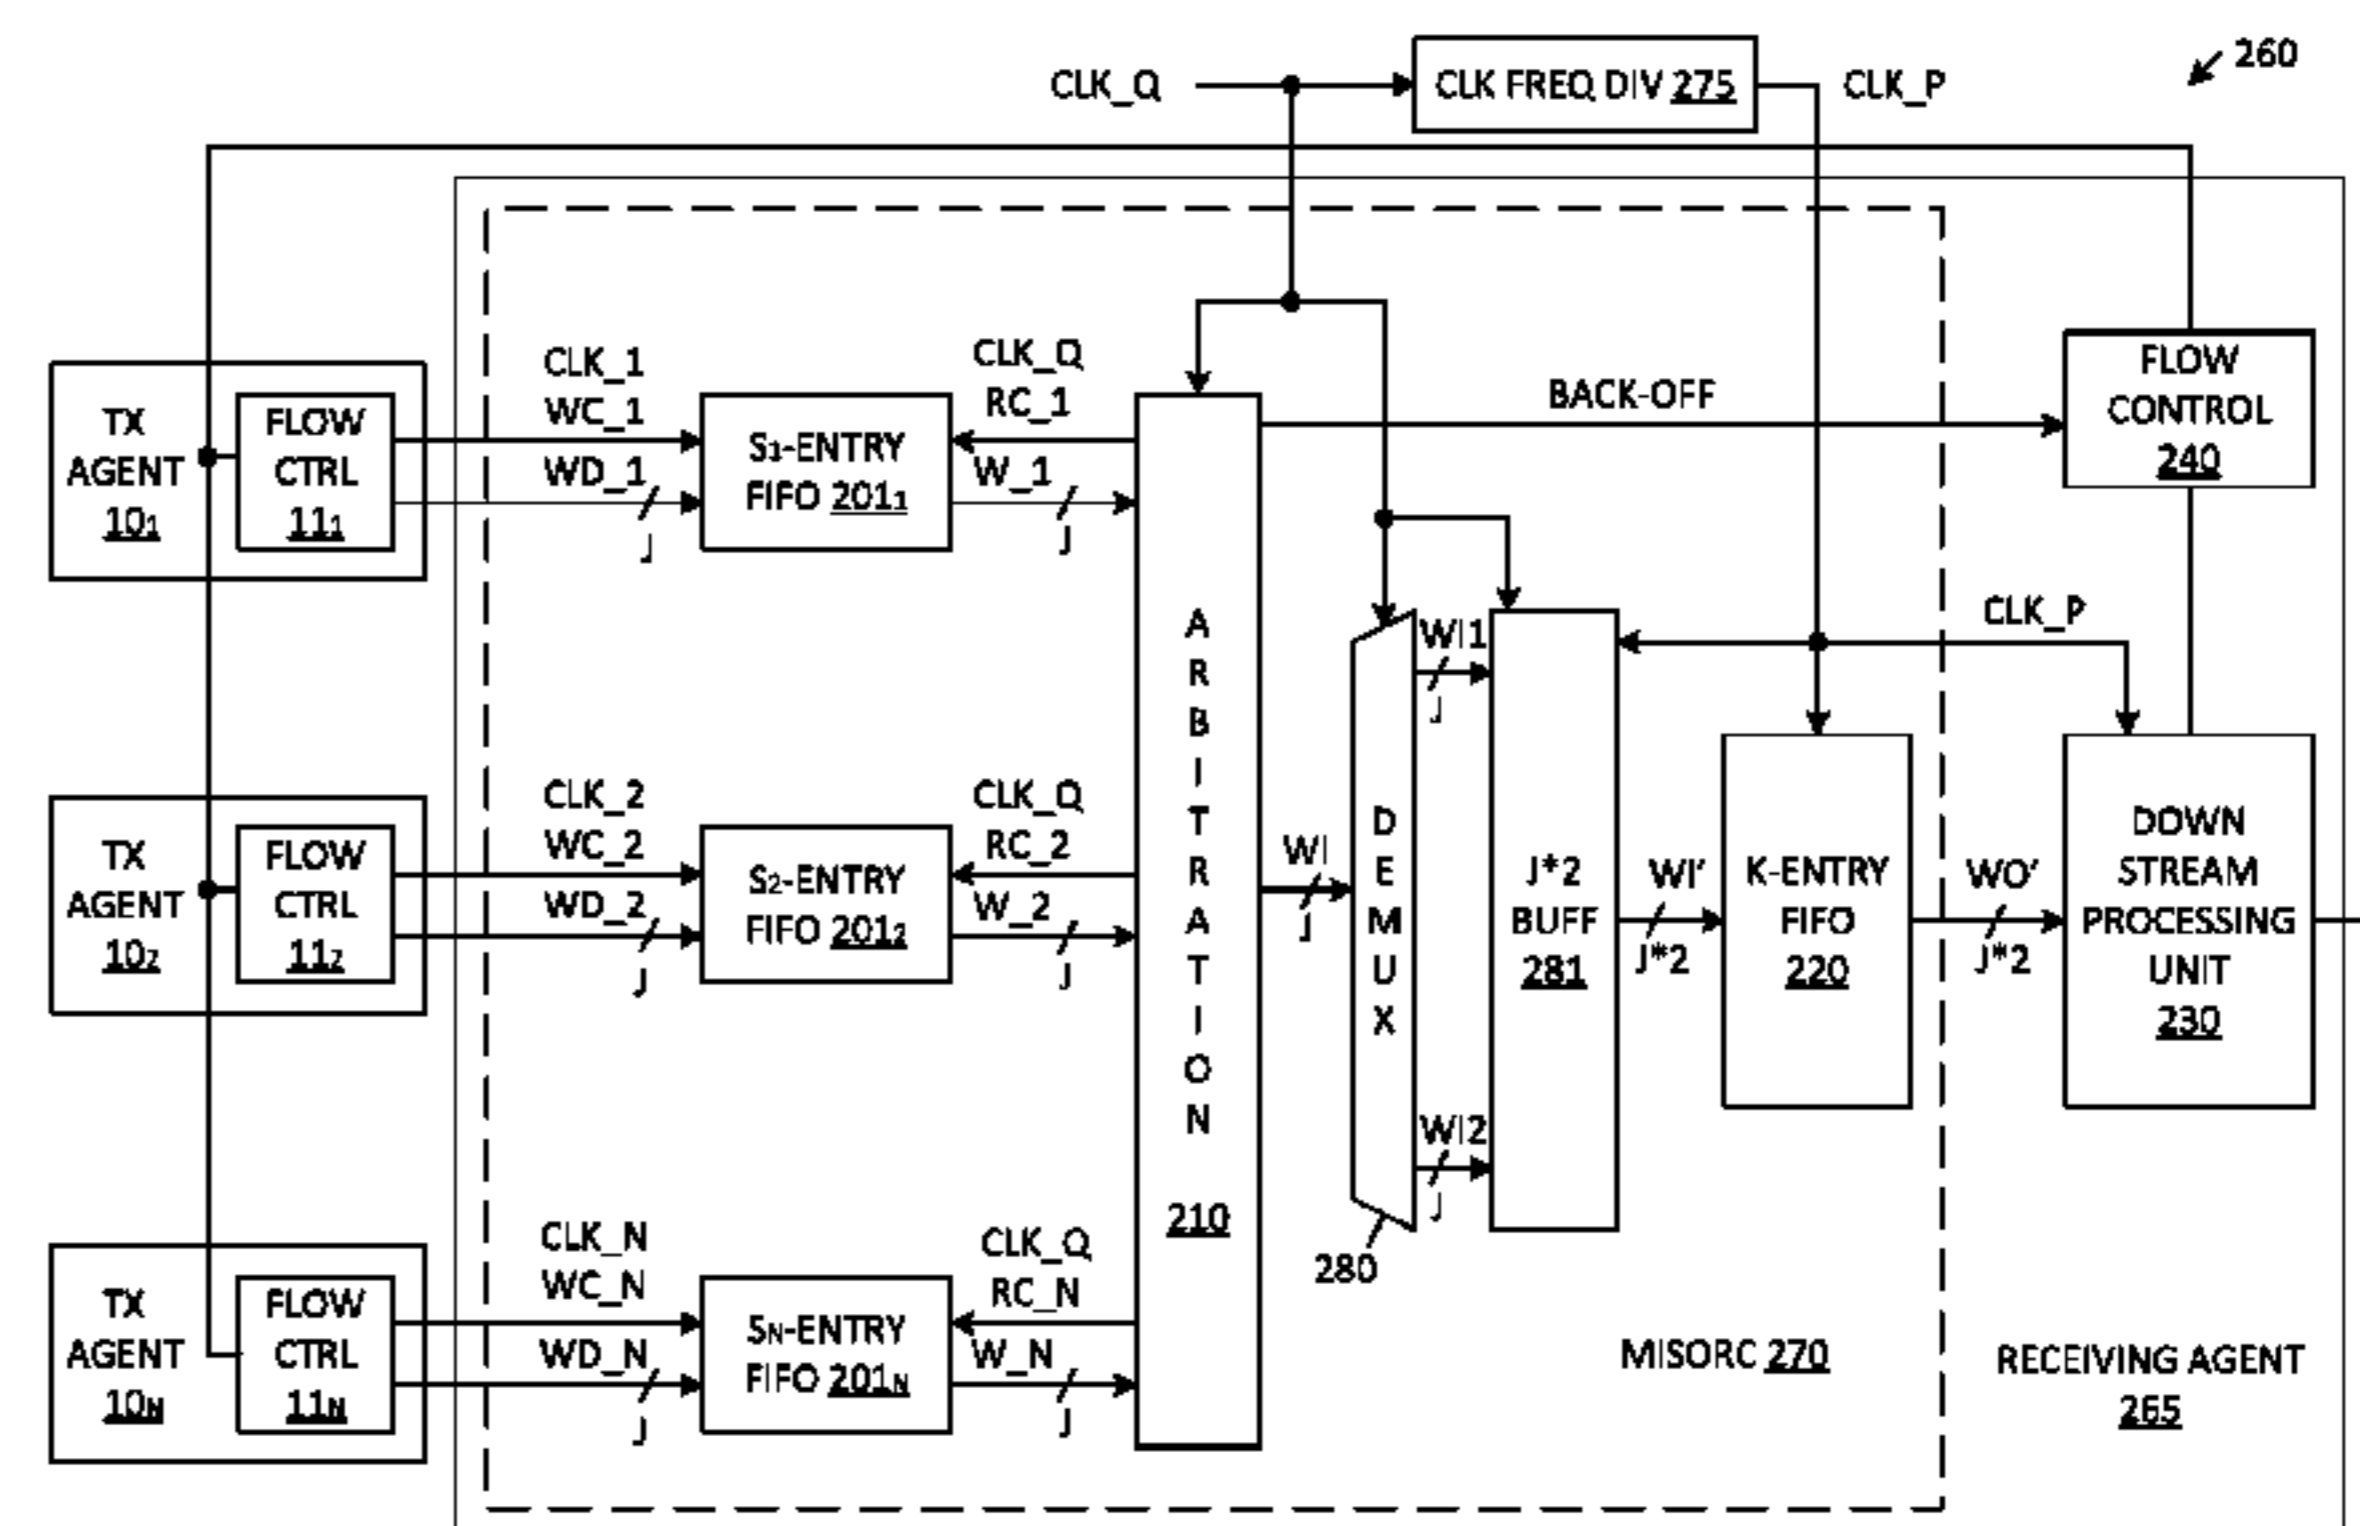 CLK_Q
CLK FREQ DIV 275
CLK_P
260
TX
AGENT
10₁
FLOW
CTRL
11₁
CLK_1
WC_1
WD_1
J
S₁-ENTRY
FIFO 201₁
CLK_Q
RC_1
W_1
J
BACK-OFF
FLOW
CONTROL
240
TX
AGENT
10₂
FLOW
CTRL
11₂
CLK_2
WC_2
WD_2
J
S₂-ENTRY
FIFO 201₂
CLK_Q
RC_2
W_2
J
TX
AGENT
10N
FLOW
CTRL
11N
CLK_N
WC_N
WD_N
J
SN-ENTRY
FIFO 201N
CLK_Q
RC_N
W_N
J
ARBITRATION
210
WI
J
DEMUX
280
WI1
J
WI2
J
J*2
BUFF
281
WI'
J*2
K-ENTRY
FIFO
220
CLK_P
WO'
J*2
DOWN
STREAM
PROCESSING
UNIT
230
MISORC 270
RECEIVING AGENT
265